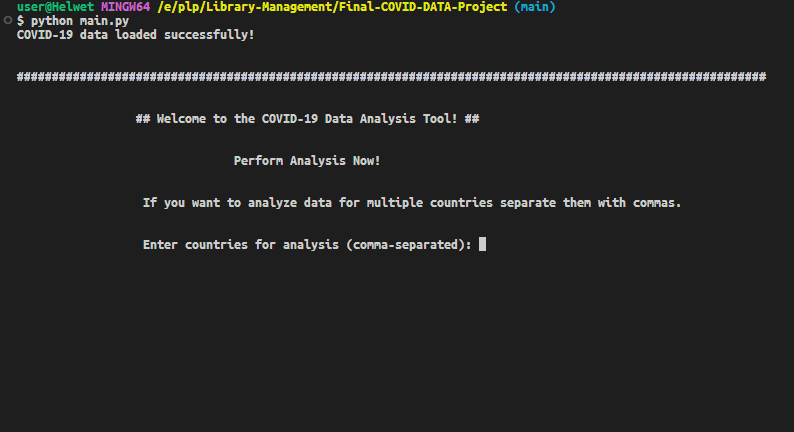 user@Helwet MINGW64 /e/plp/Library-Management/Final-COVID-DATA-Project (main)
$ python main.py
COVID-19 data loaded successfully!
###########################################################################################################
## Welcome to the COVID-19 Data Analysis Tool! ##
Perform Analysis Now!
If you want to analyze data for multiple countries separate them with commas.
Enter countries for analysis (comma-separated):